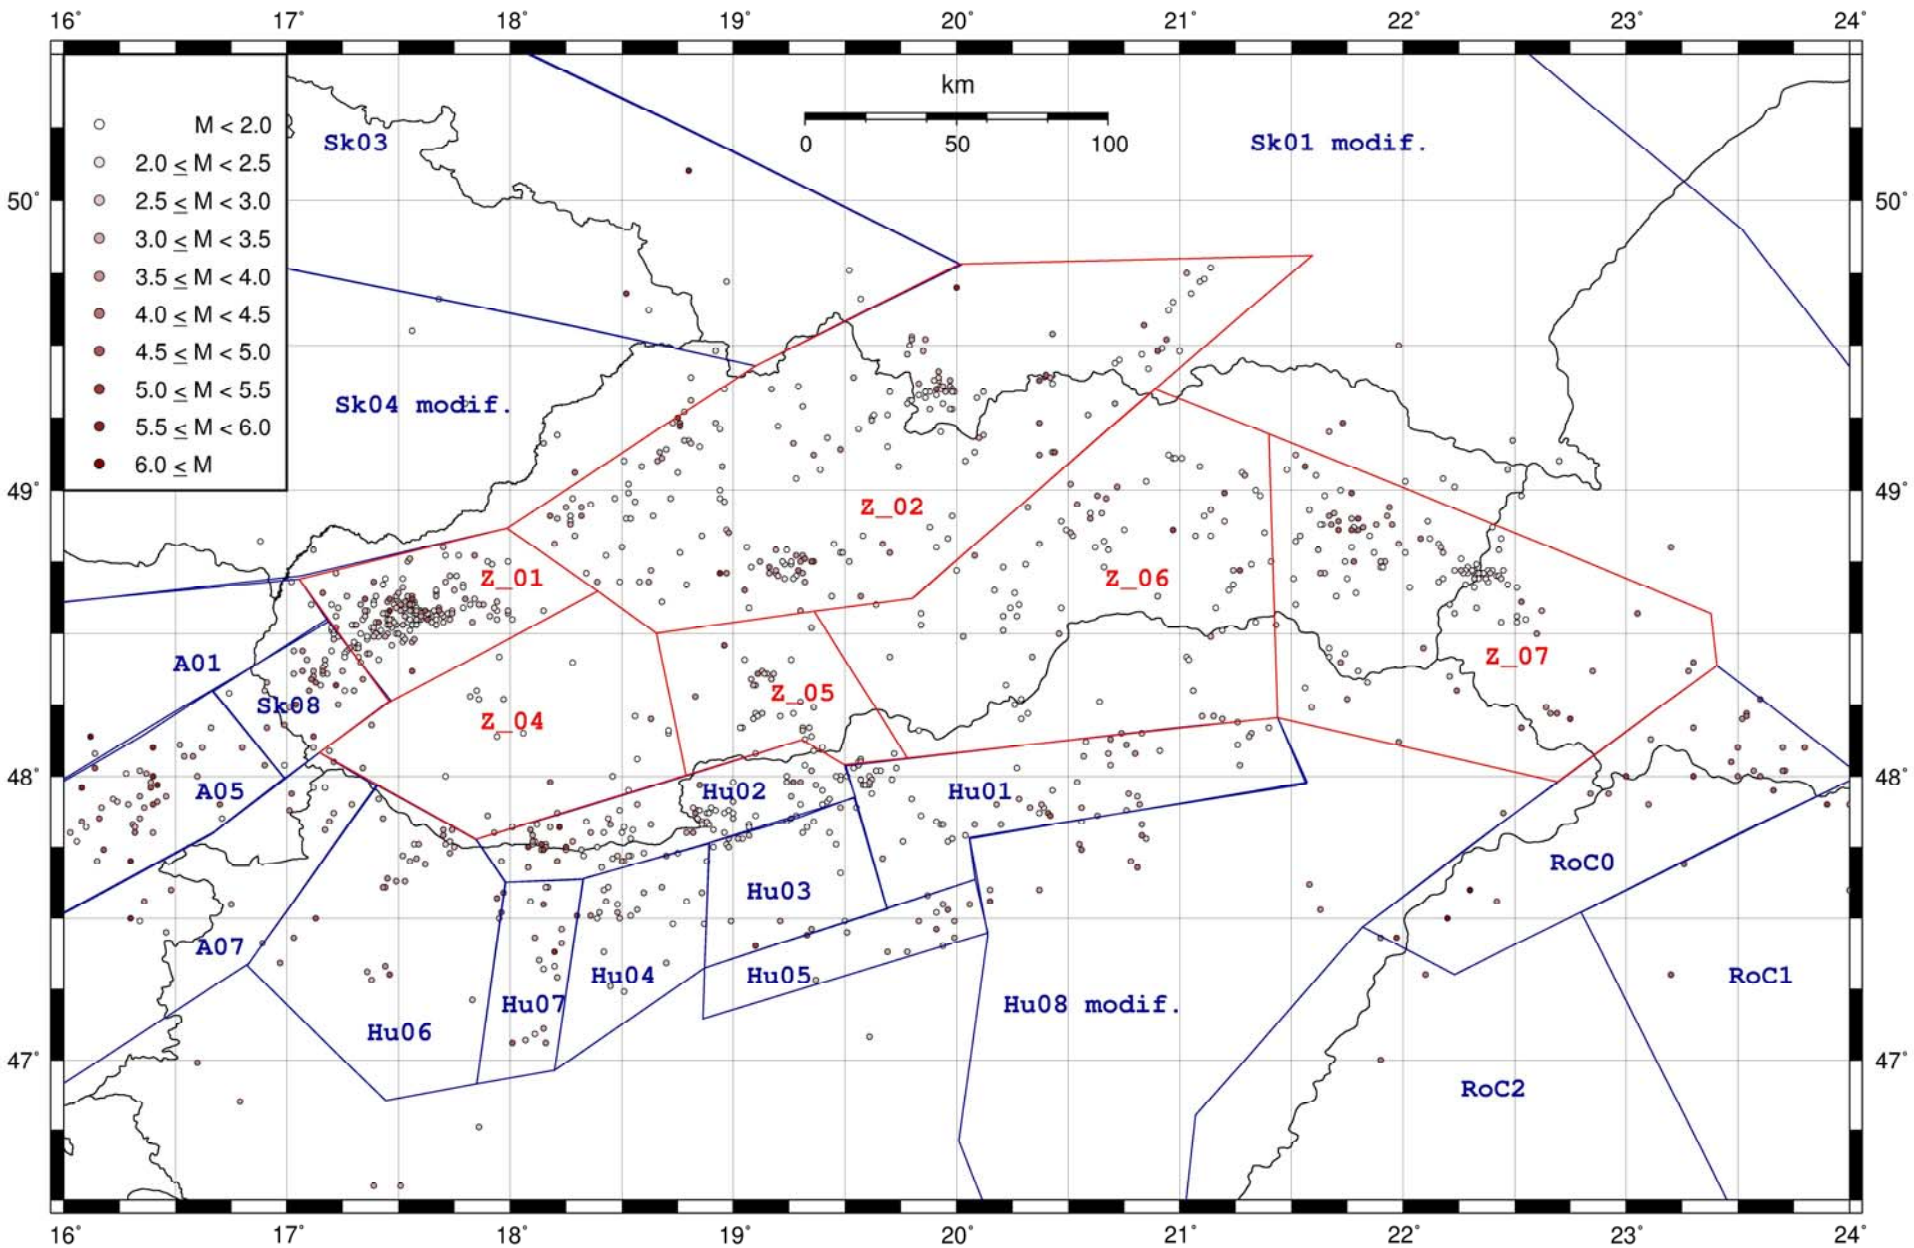 16° 17° 18° 19° 20° 21° 22° 23° 24°
km
0 50 100
M < 2.0
2.0 ≤ M < 2.5
2.5 ≤ M < 3.0
3.0 ≤ M < 3.5
3.5 ≤ M < 4.0
4.0 ≤ M < 4.5
4.5 ≤ M < 5.0
5.0 ≤ M < 5.5
5.5 ≤ M < 6.0
6.0 ≤ M
Sk03
Sk01 modif.
50° 50°
Sk04 modif.
49° 49°
Z_02
Z_01
Z_06
A01
Z_07
Z_05
Sk08
Z_04
48° 48°
A05
Hu02
Hu01
RoC0
Hu03
A07
Hu04
Hu05
RoC1
Hu07
Hu08 modif.
Hu06
47° 47°
RoC2
16° 17° 18° 19° 20° 21° 22° 23° 24°